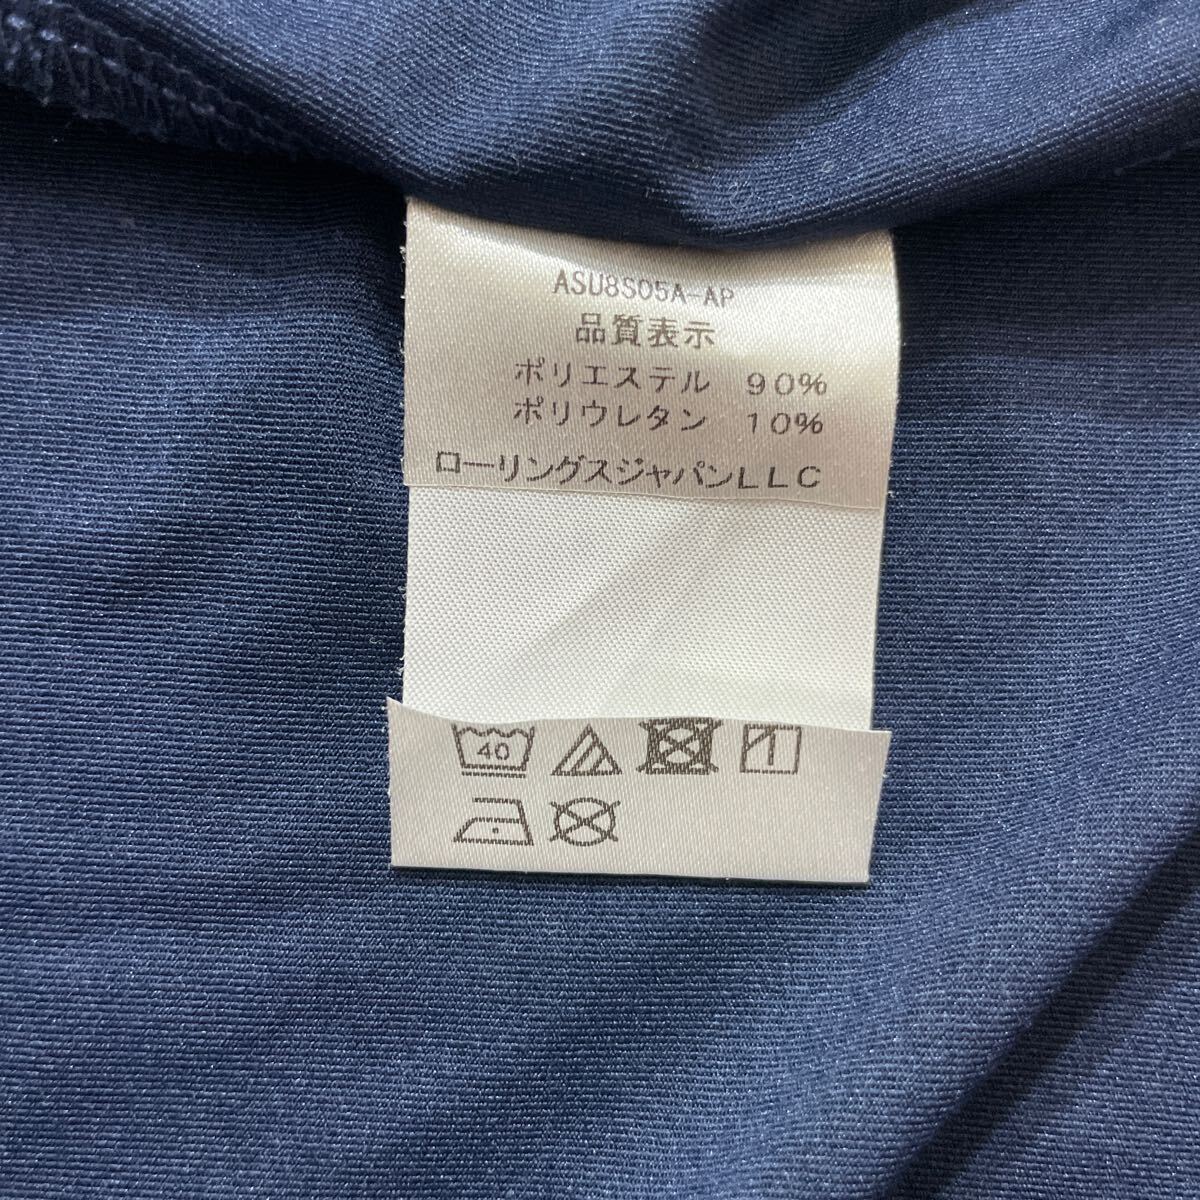 ASU8S05A-AP
品質表示
ポリエステル 90%
ポリウレタン 10%
ローリングスジャパンLLC
40